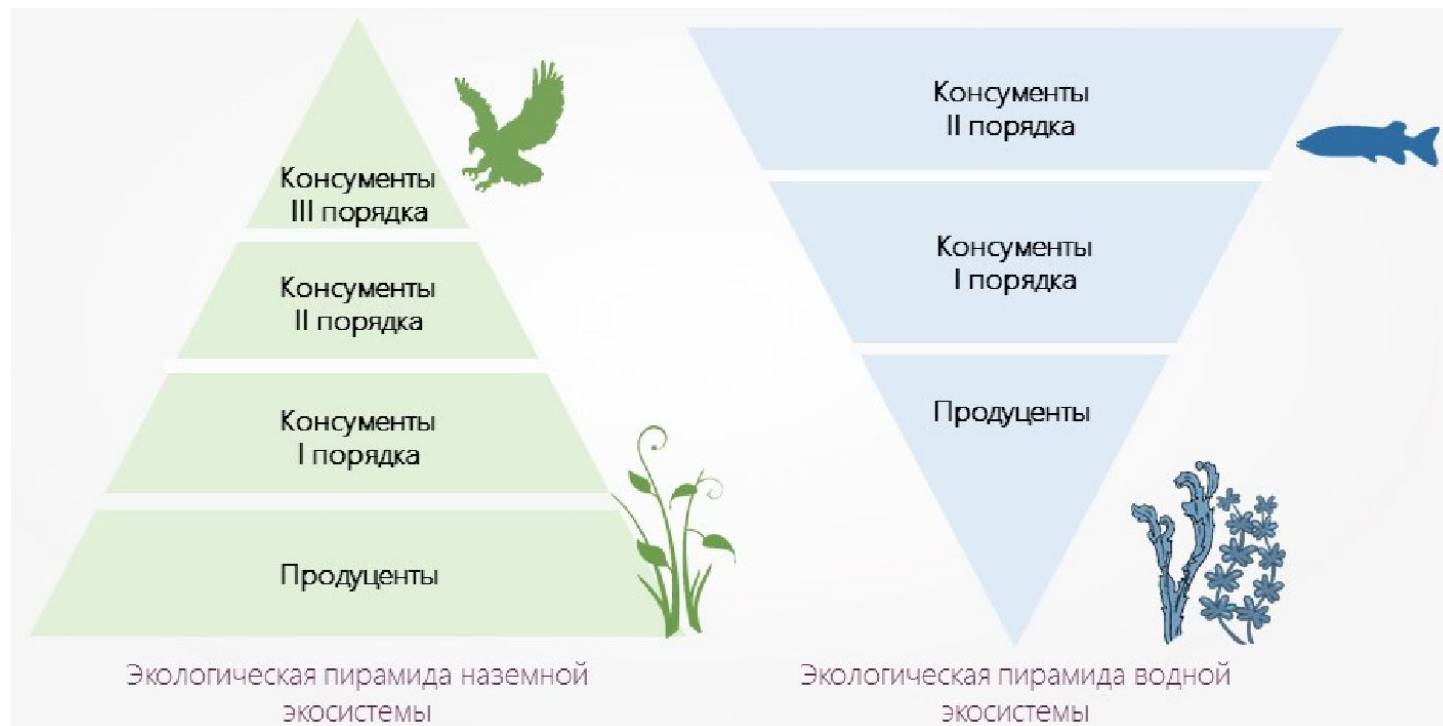 Консументы
III порядка
Консументы
II порядка
Консументы
I порядка
Продуценты
Экологическая пирамида наземной
экосистемы
Консументы
II порядка
Консументы
I порядка
Продуценты
Экологическая пирамида водной
экосистемы